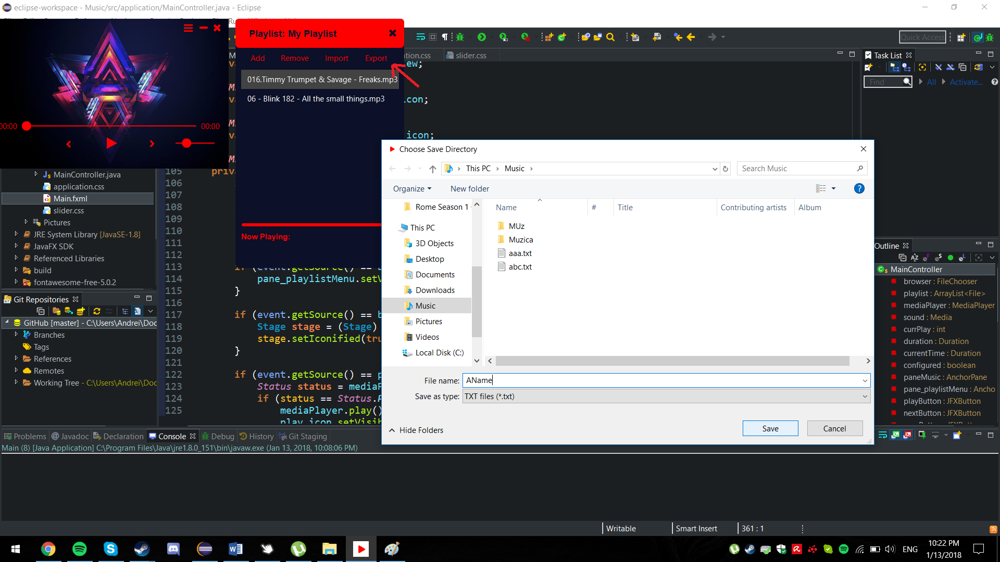 eclipse-workspace - Music/src/application/MainController.java - Eclipse
Playlist: My Playlist
Quick Access
slider.css
Task List
Add Remove Import Export
ew;
016.Timmy Trumpet & Savage - Freaks.mp3
Find All Activate...
06 - Blink 182 - All the small things.mp3
con;
00:00 00:00
icon;
Choose Save Directory
This PC Music
Search Music
105 priv
MainController.java
106
application.css
107
Main.fxml
108
slider.css
109
Pictures
110
JRE System Library [JavaSE-1.8]
111
JavaFX SDK
112
Referenced Libraries
113
build
114 pane_playlistMenu.setV
fontawesome-free-5.0.2
115 }
Now Playing:
Organize New folder
Name # Title Contributing artists Album
Rome Season 1
This PC
3D Objects
Desktop
Documents
Downloads
Music
Pictures
Videos
Local Disk (C:)
MUz
Muzica
aaa.txt
abc.txt
File name: AName
Save as type: TXT files (*.txt)
Hide Folders
Save Cancel
Git Repositories
GitHub [master] - C:\Users\Andrei\Doc
Branches
Tags
References
Remotes
Working Tree - C:\Users\Andrei\Doc
116
117 if (event.getSource() == b
118 Stage stage = (Stage)
119 stage.setIconified(tru
120 }
121
122 if (event.getSource() == p
123 Status status = mediaP
124 if (status == Status.P
125 mediaPlayer.play()
play_icon.setVisib
Outline
MainController
browser : FileChooser
playlist : ArrayList<File>
mediaPlayer : MediaPlayer
sound : Media
currPlay : int
duration : Duration
currentTime : Duration
configured : boolean
paneMusic : AnchorPane
pane_playlistMenu : Ancho
playButton : JFXButton
nextButton : JFXButton
Problems Javadoc Declaration Console Debug History Git Staging
Main (8) [Java Application] C:\Program Files\Java\jre1.8.0_151\bin\javaw.exe (Jan 13, 2018, 10:08:06 PM)
Writable Smart Insert 361 : 1
ENG
10:22 PM
1/13/2018